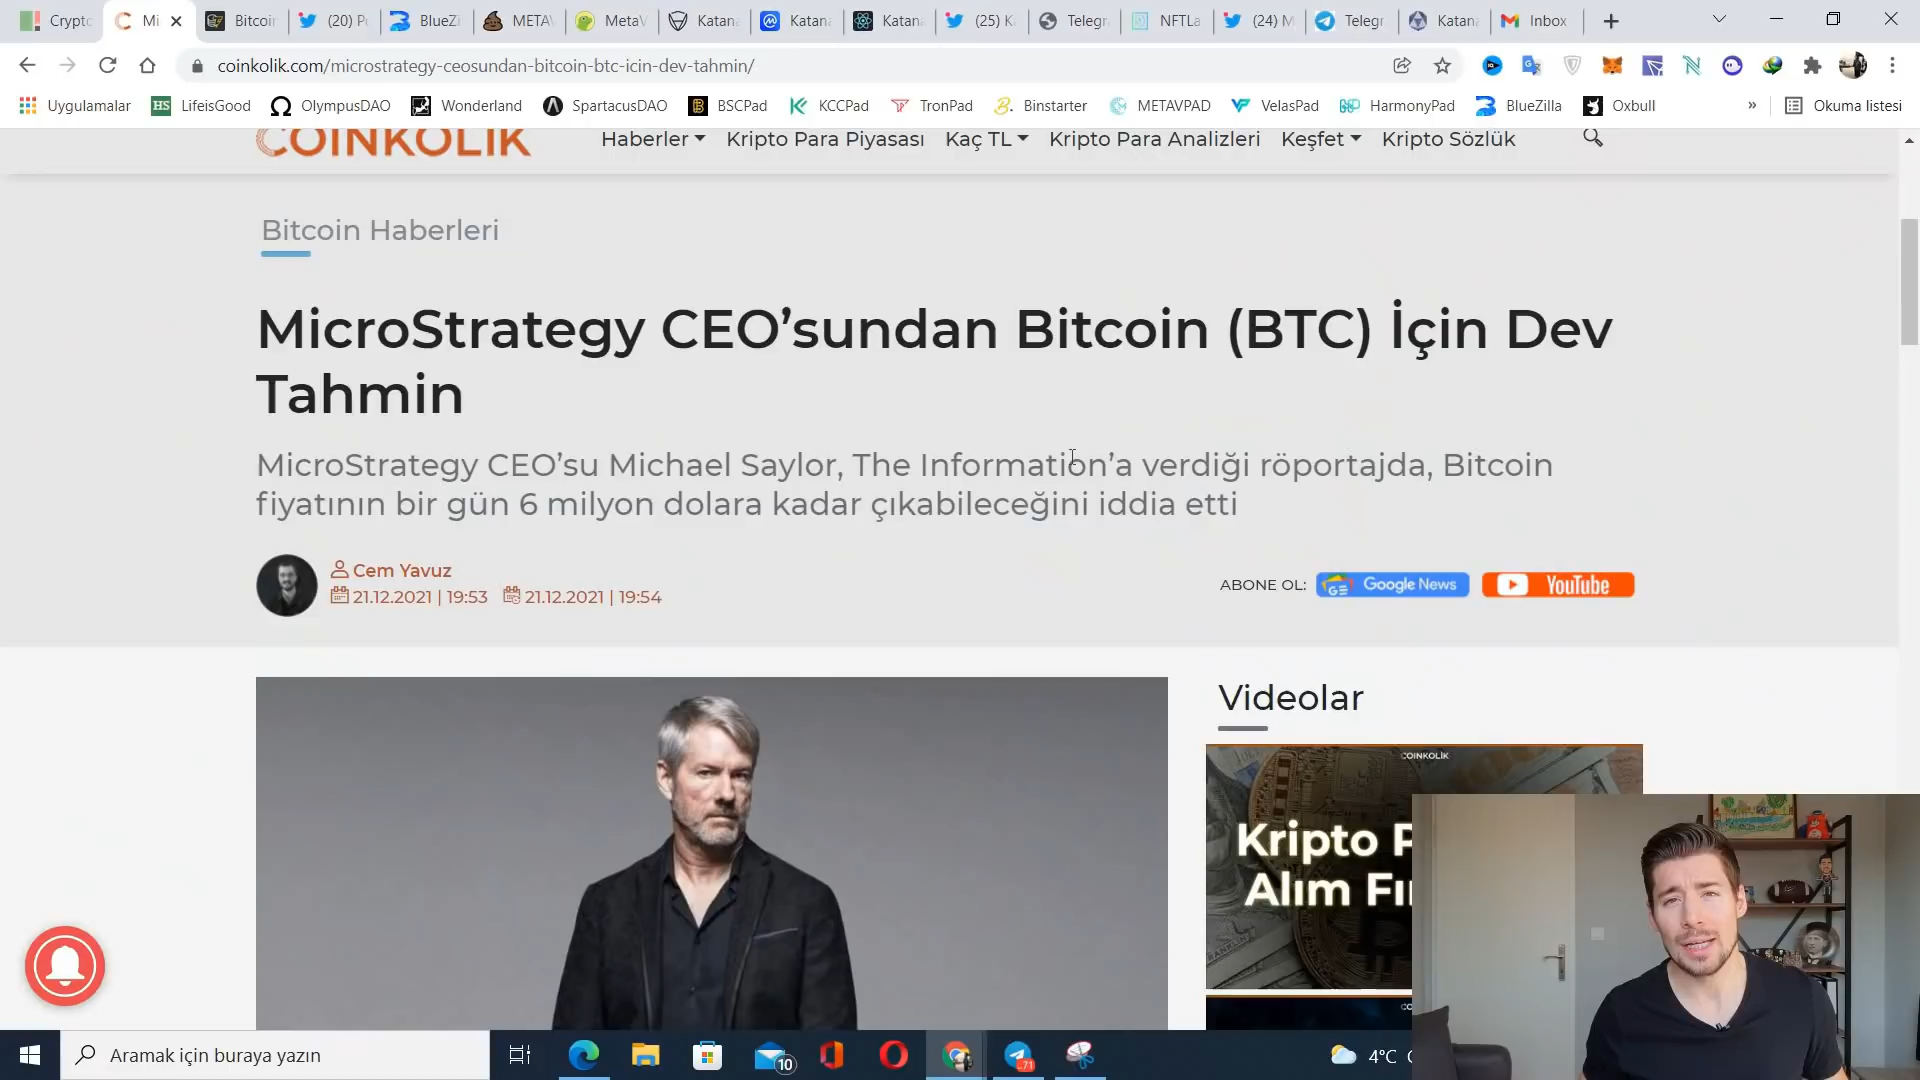 Crypto
Mi
Bitcoin
(20) P
BlueZi
META
MetaV
Katana
Katana
Katana
(25) K
Telegr
NFTLa
(24) M
Telegr
Katana
Inbox
coinkolik.com/microstrategy-ceosundan-bitcoin-btc-icin-dev-tahmin/
Uygulamalar
HS LifeisGood
OlympusDAO
Wonderland
SpartacusDAO
BSCPad
KCCPad
TronPad
Binstarter
METAVPAD
VelasPad
HarmonyPad
BlueZilla
Oxbull
»
Okuma listesi
COINKOLIK
Haberler
Kripto Para Piyasası
Kaç TL
Kripto Para Analizleri
Keşfet
Kripto Sözlük
Bitcoin Haberleri
MicroStrategy CEO’sundan Bitcoin (BTC) İçin Dev
Tahmin
MicroStrategy CEO’su Michael Saylor, The Information’a verdiği röportajda, Bitcoin
fiyatının bir gün 6 milyon dolara kadar çıkabileceğini iddia etti
Cem Yavuz
21.12.2021 | 19:53 21.12.2021 | 19:54
ABONE OL: GE Google News YouTube
Videolar
COINKOLİK
Kripto P
Alım Fı
Aramak için buraya yazın
10
71
4°C